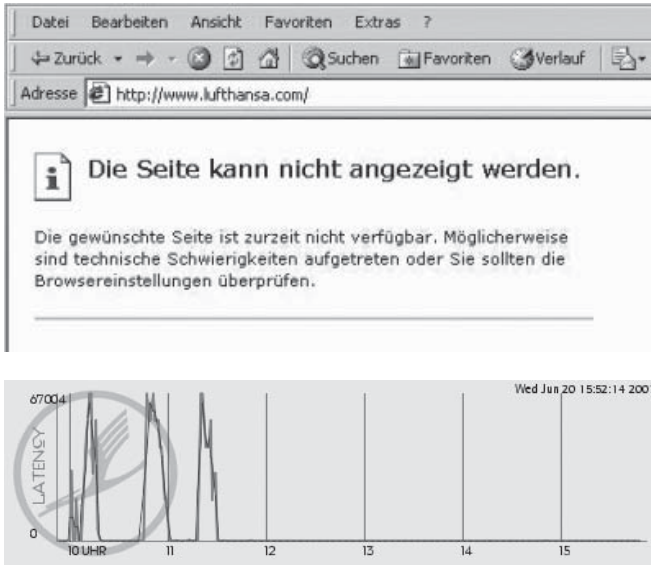 Datei Bearbeiten Ansicht Favoriten Extras ?
Zurück Suchen Favoriten Verlauf
Adresse http://www.lufthansa.com/
Die Seite kann nicht angezeigt werden.
Die gewünschte Seite ist zurzeit nicht verfügbar. Möglicherweise
sind technische Schwierigkeiten aufgetreten oder Sie sollten die
Browsereinstellungen überprüfen.
Wed Jun 20 15:52:14 200
67004
LATENCY
0
10 UHR 11 12 13 14 15